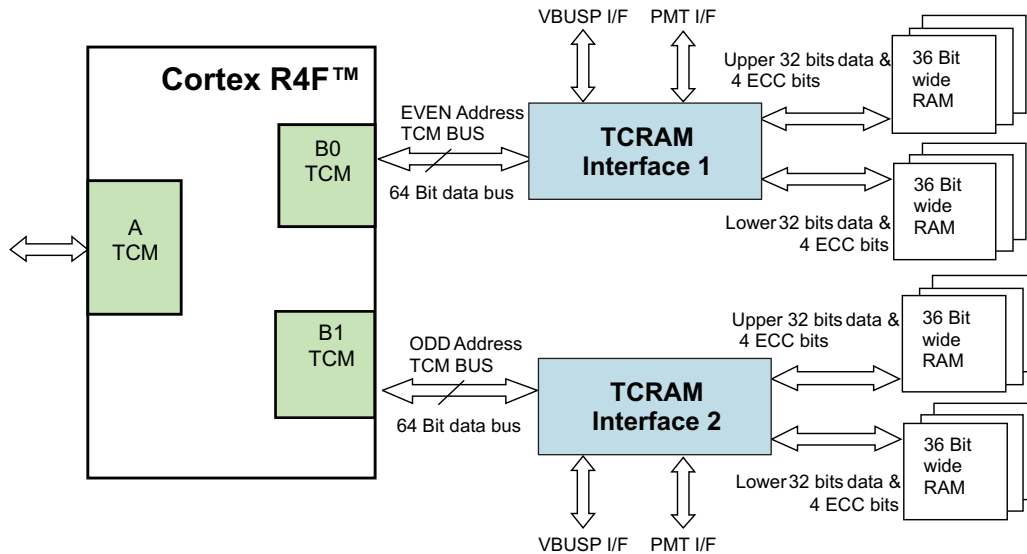 VBUSP I/F
PMT I/F
Cortex R4F™
EVEN Address
TCM BUS
64 Bit data bus
B0
TCM
A
TCM
B1
TCM
TCRAM
Interface 1
Upper 32 bits data &
4 ECC bits
36 Bit
wide
RAM
Lower 32 bits data &
4 ECC bits
36 Bit
wide
RAM
ODD Address
TCM BUS
64 Bit data bus
TCRAM
Interface 2
Upper 32 bits data &
4 ECC bits
36 Bit
wide
RAM
Lower 32 bits data &
4 ECC bits
36 Bit
wide
RAM
VBUSP I/F
PMT I/F